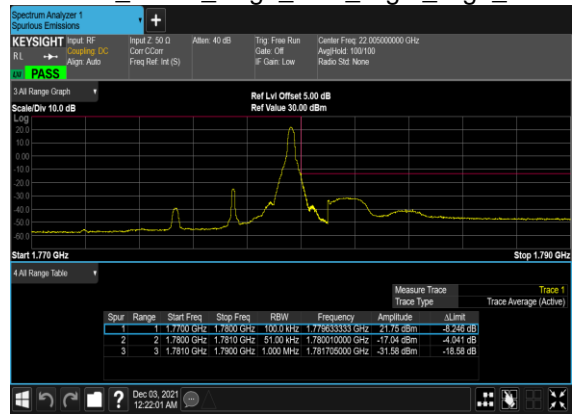 Spectrum Analyzer 1
Spurious Emissions
+
KEYSIGHT Input: RF Input Z: 50 Ω Atten: 40 dB Trig: Free Run Center Freq: 22.005000000 GHz
RL Coupling: DC Corr CCorr Gate: Off Avg|Hold: 100/100
Align: Auto Freq Ref: Int (S) IF Gain: Low Radio Std: None
PASS
3 All Range Graph
Ref Lvl Offset 5.00 dB
Scale/Div 10.0 dB Ref Value 30.00 dBm
Log
20.0
10.0
0.00
-10.0
-20.0
-30.0
-40.0
-50.0
-60.0
Start 1.770 GHz Stop 1.790 GHz
4 All Range Table
Measure Trace Trace 1
Trace Type Trace Average (Active)
Spur Range Start Freq Stop Freq RBW Frequency Amplitude ΔLimit
1 1 1.7700 GHz 1.7800 GHz 100.0 kHz 1.779633333 GHz 21.75 dBm -8.246 dB
2 2 1.7800 GHz 1.7810 GHz 51.00 kHz 1.780010000 GHz -17.04 dBm -4.041 dB
3 3 1.7810 GHz 1.7900 GHz 1.000 MHz 1.781705000 GHz -31.58 dBm -18.58 dB
? Dec 03, 2021
12:22:01 AM